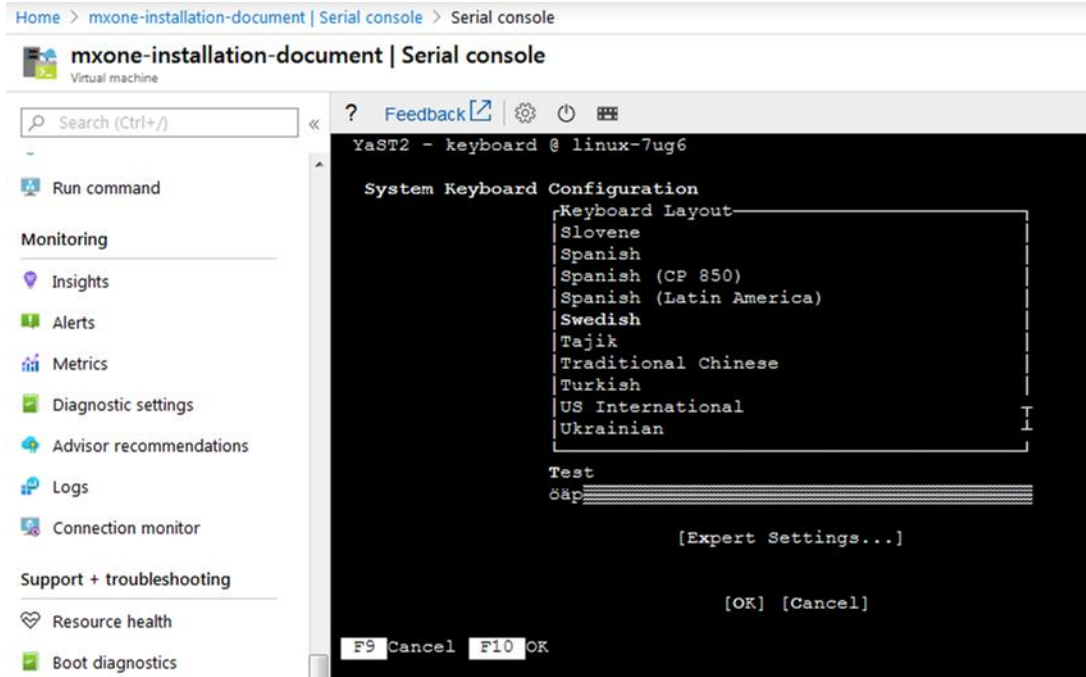 Home > mxone-installation-document | Serial console > Serial console
mxone-installation-document | Serial console
Virtual machine
Search (Ctrl+/)
«
Run command
Monitoring
Insights
Alerts
Metrics
Diagnostic settings
Advisor recommendations
Logs
Connection monitor
Support + troubleshooting
Resource health
Boot diagnostics
? Feedback
YaST2 - keyboard @ linux-7ug6
System Keyboard Configuration
Keyboard Layout
Slovene
Spanish
Spanish (CP 850)
Spanish (Latin America)
Swedish
Tajik
Traditional Chinese
Turkish
US International
Ukrainian
Test
öäp
[Expert Settings...]
[OK] [Cancel]
F9 Cancel F10 OK